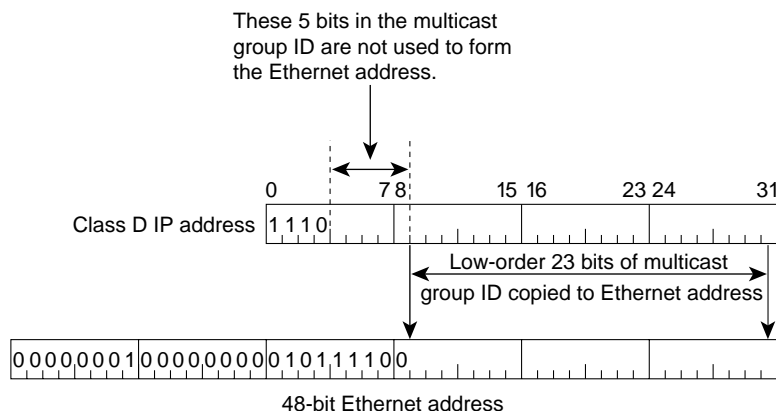 These 5 bits in the multicast
group ID are not used to form
the Ethernet address.
0 7 8 15 16 23 24 31
Class D IP address 1 1 1 0
Low-order 23 bits of multicast
group ID copied to Ethernet address
0 0 0 0 0 0 0 1 0 0 0 0 0 0 0 0 0 1 0 1 1 1 1 0 0
48-bit Ethernet address